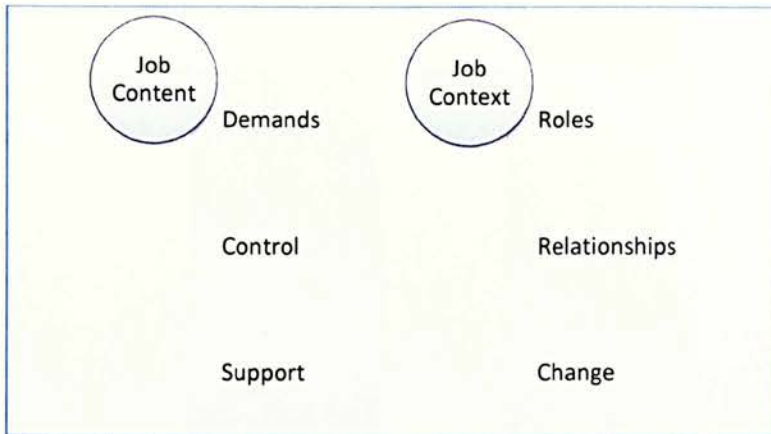 Job
Content
Demands
Control
Support
Job
Context
Roles
Relationships
Change